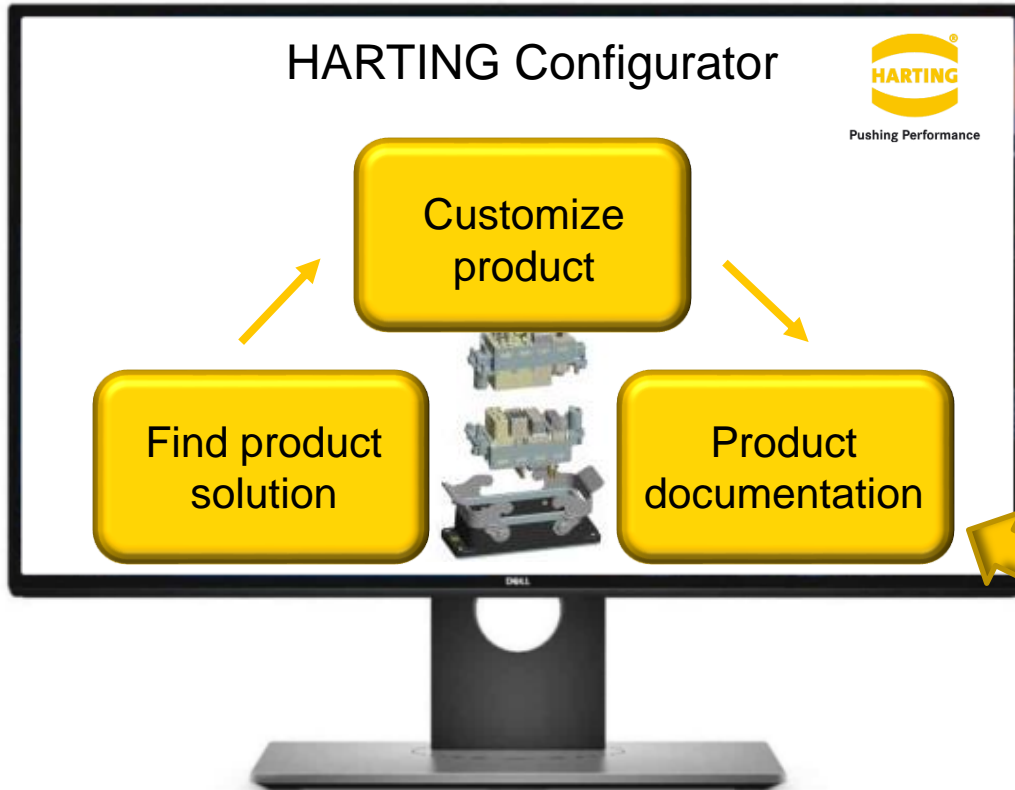 HARTING Configurator
®
HARTING
Pushing Performance
Customize
product
Find product
solution
Product
documentation
DELL